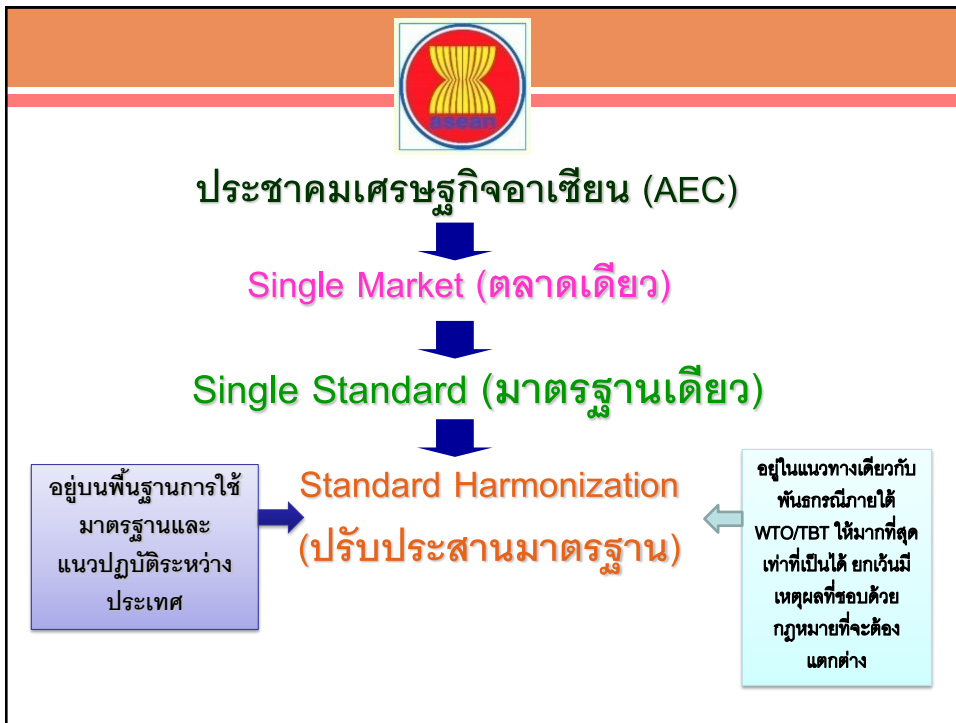 asean
ประชาคมเศรษฐกิจอาเซียน (AEC)
Single Market (ตลาดเดียว)
Single Standard (มาตรฐานเดียว)
อยู่บนพื้นฐานการใช้
มาตรฐานและ
แนวปฏบัติระหว่าง
ประเทศ
Standard Harmonization
(ปรับประสานมาตรฐาน)
อยู่ในแนวทางเดียวกับ
พันธกรณีภายใต้
WTO/TBT ให้มากที่สุด
เท่าที่เป็นได้ ยกเว้นมี
เหตุผลที่ชอบด้วย
กฎหมายที่จะต้อง
แตกต่าง